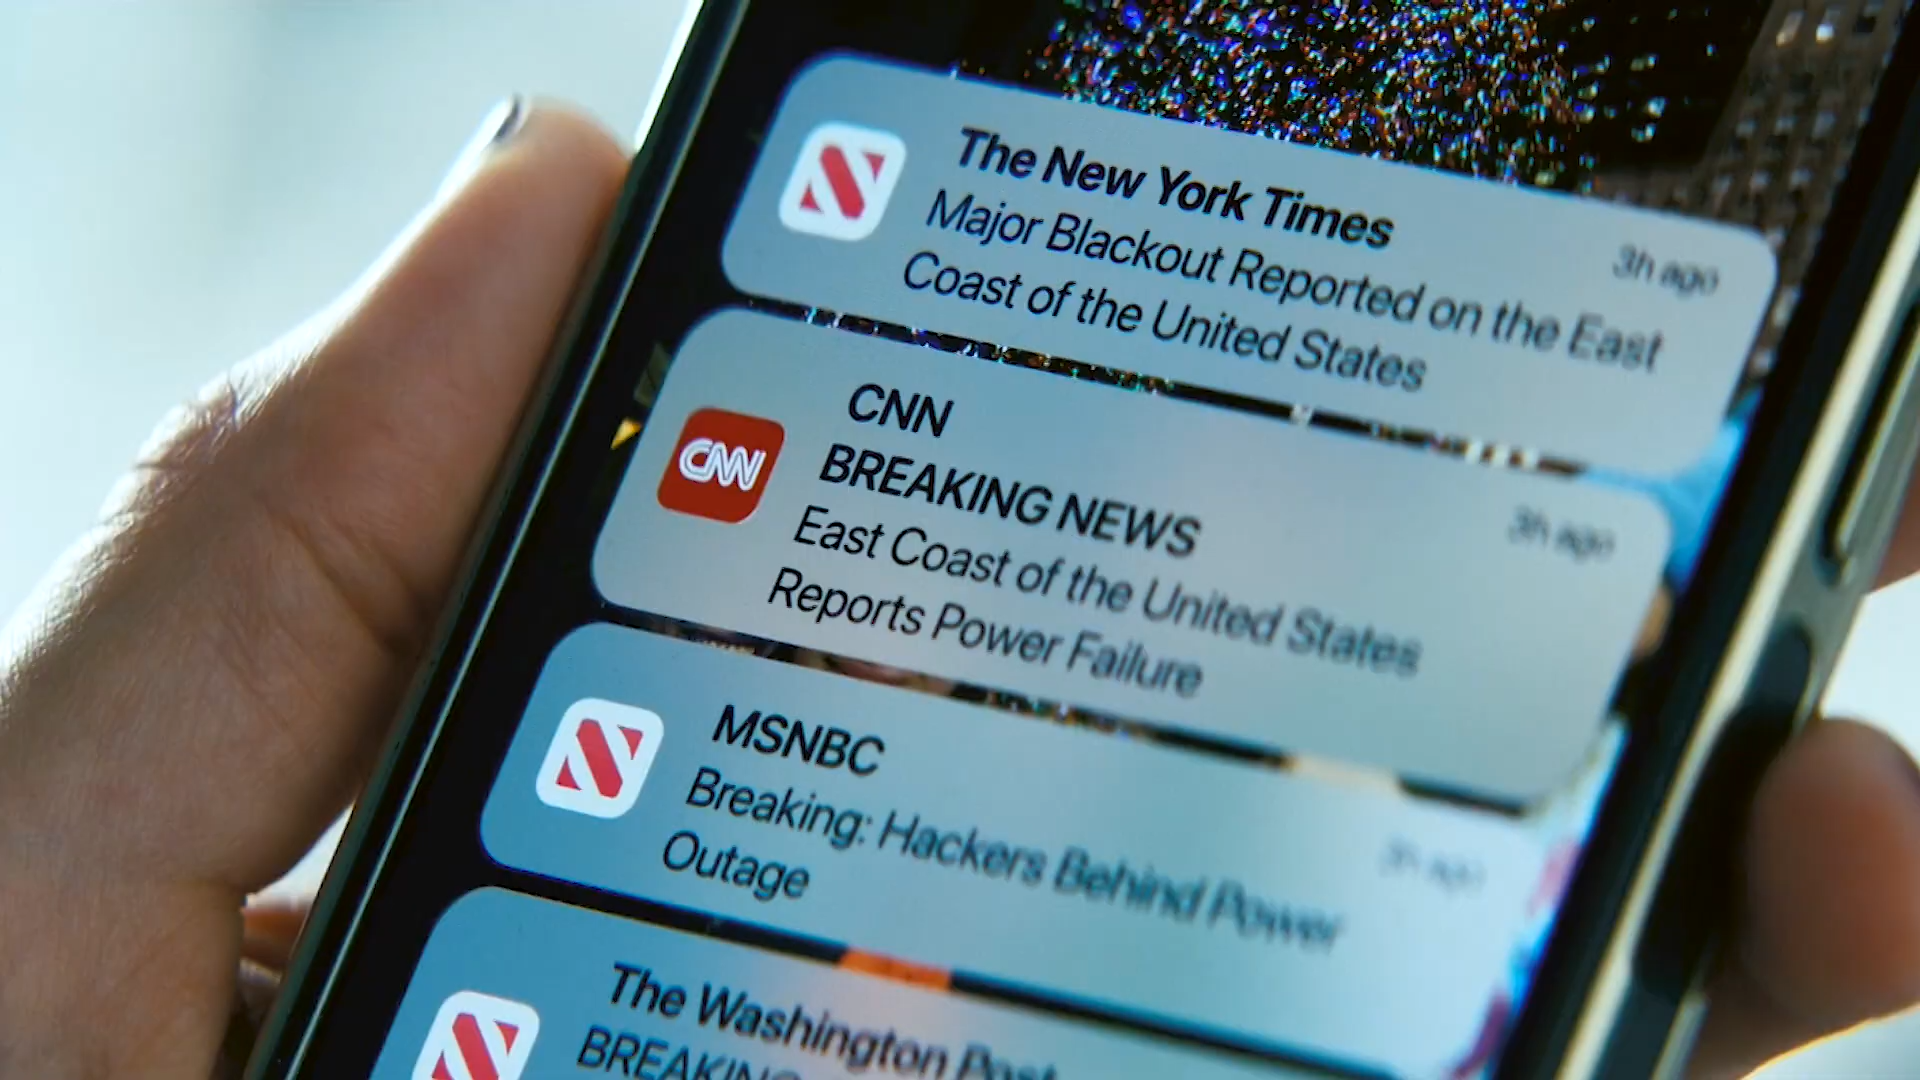 The New York Times
3h ago
Major Blackout Reported on the East
Coast of the United States
CNN
CNN
BREAKING NEWS
3h ago
East Coast of the United States
Reports Power Failure
MSNBC
Breaking: Hackers Behind Power
Outage
The Washington Post